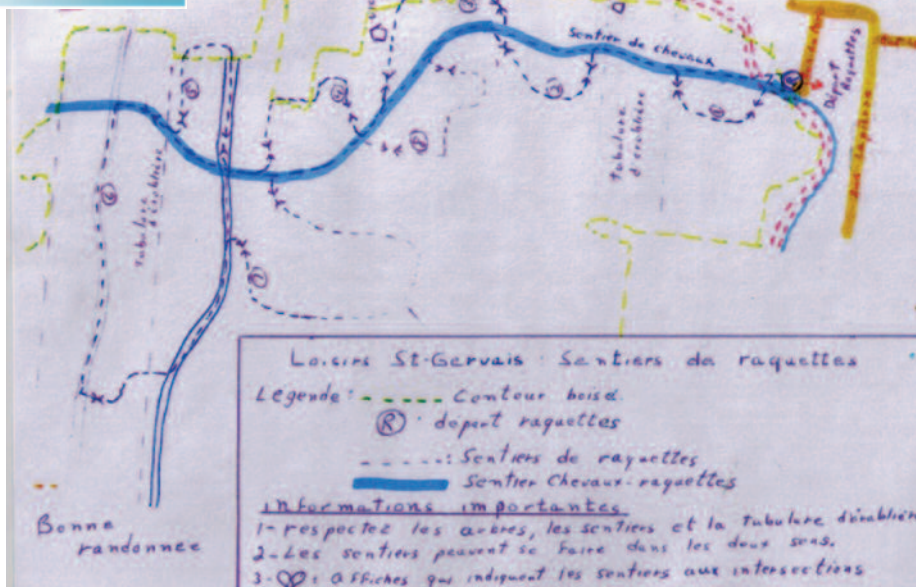 Sentier de chevaux
R
Départ
Raquettes
Tubulure
d'érablière
Tubulure
d'érablière
Loisirs St-Gervais Sentiers de raquettes
Légende: Contour boisé
R départ raquettes
Sentiers de raquettes
Sentier Chevaux-raquettes
informations importantes
1- respectez les arbres, les sentiers et la tubulure d'érablière
2- Les sentiers peuvent se faire dans les deux sens.
3- : affiches qui indiquent les sentiers aux intersections
Bonne
randonnée